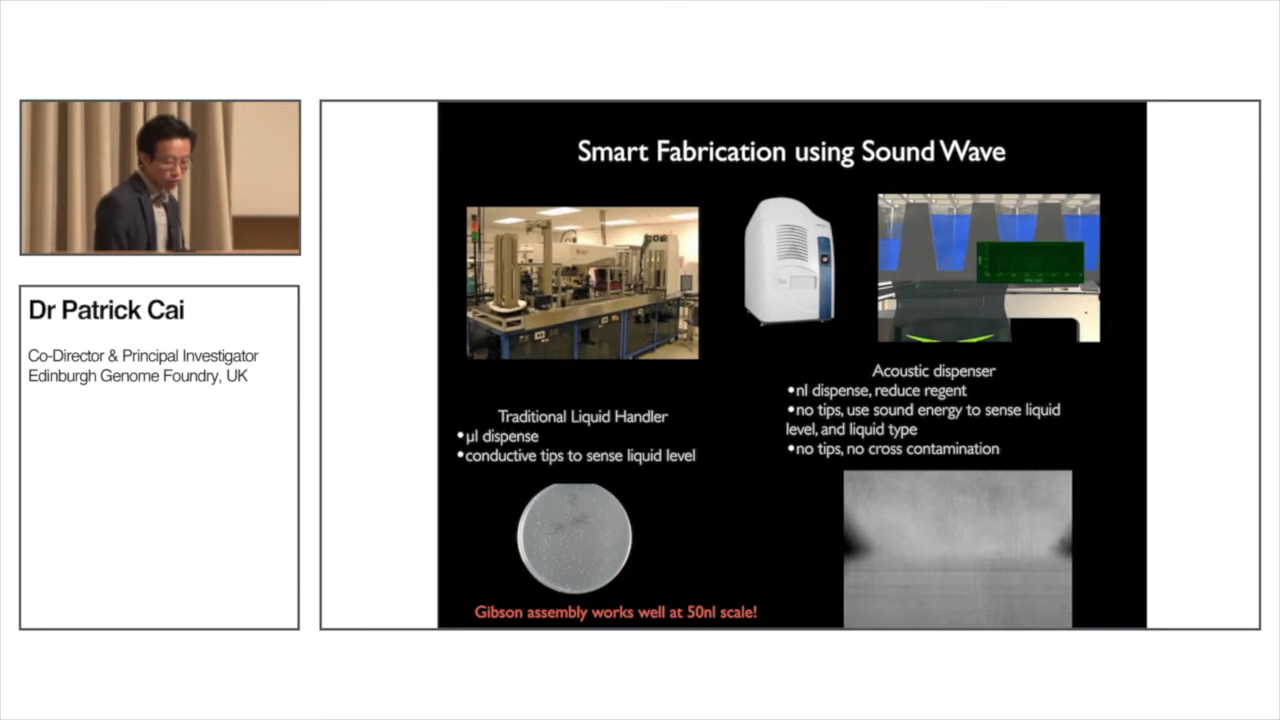 Smart Fabrication using Sound Wave
Dr Patrick Cai
Co-Director & Principal Investigator
Edinburgh Genome Foundry, UK
Traditional Liquid Handler
•µl dispense
•conductive tips to sense liquid level
Gibson assembly works well at 50nl scale!
Acoustic dispenser
•nl dispense, reduce regent
•no tips, use sound energy to sense liquid
level, and liquid type
•no tips, no cross contamination